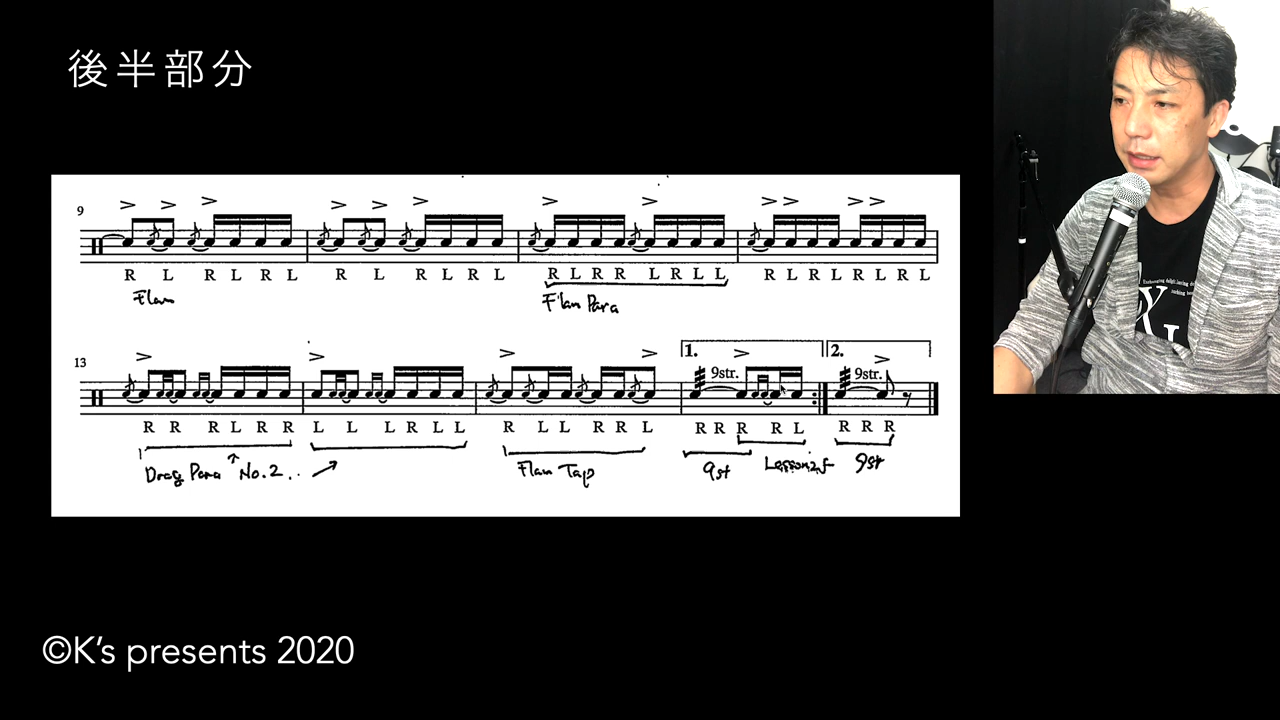 後半部分
9
R L R L R L R L R L R L R L R R L R L L R L R L R L R L
Flam Flam Para
13
1. 2.
9str. 9str.
R R R L R R L L L R L L R L L R R L R R R R L R R R
Drag Para No.2.. Flam Tap 9st Lesson25 9st
©K's presents 2020